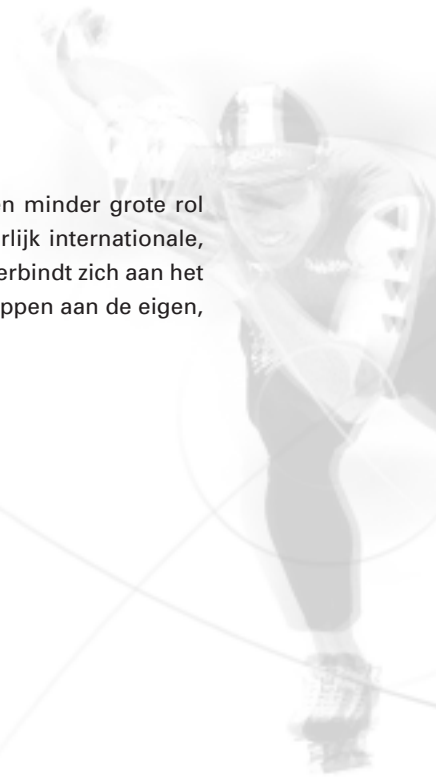 n minder grote rol
rlijk internationale,
erbindt zich aan het
ppen aan de eigen,